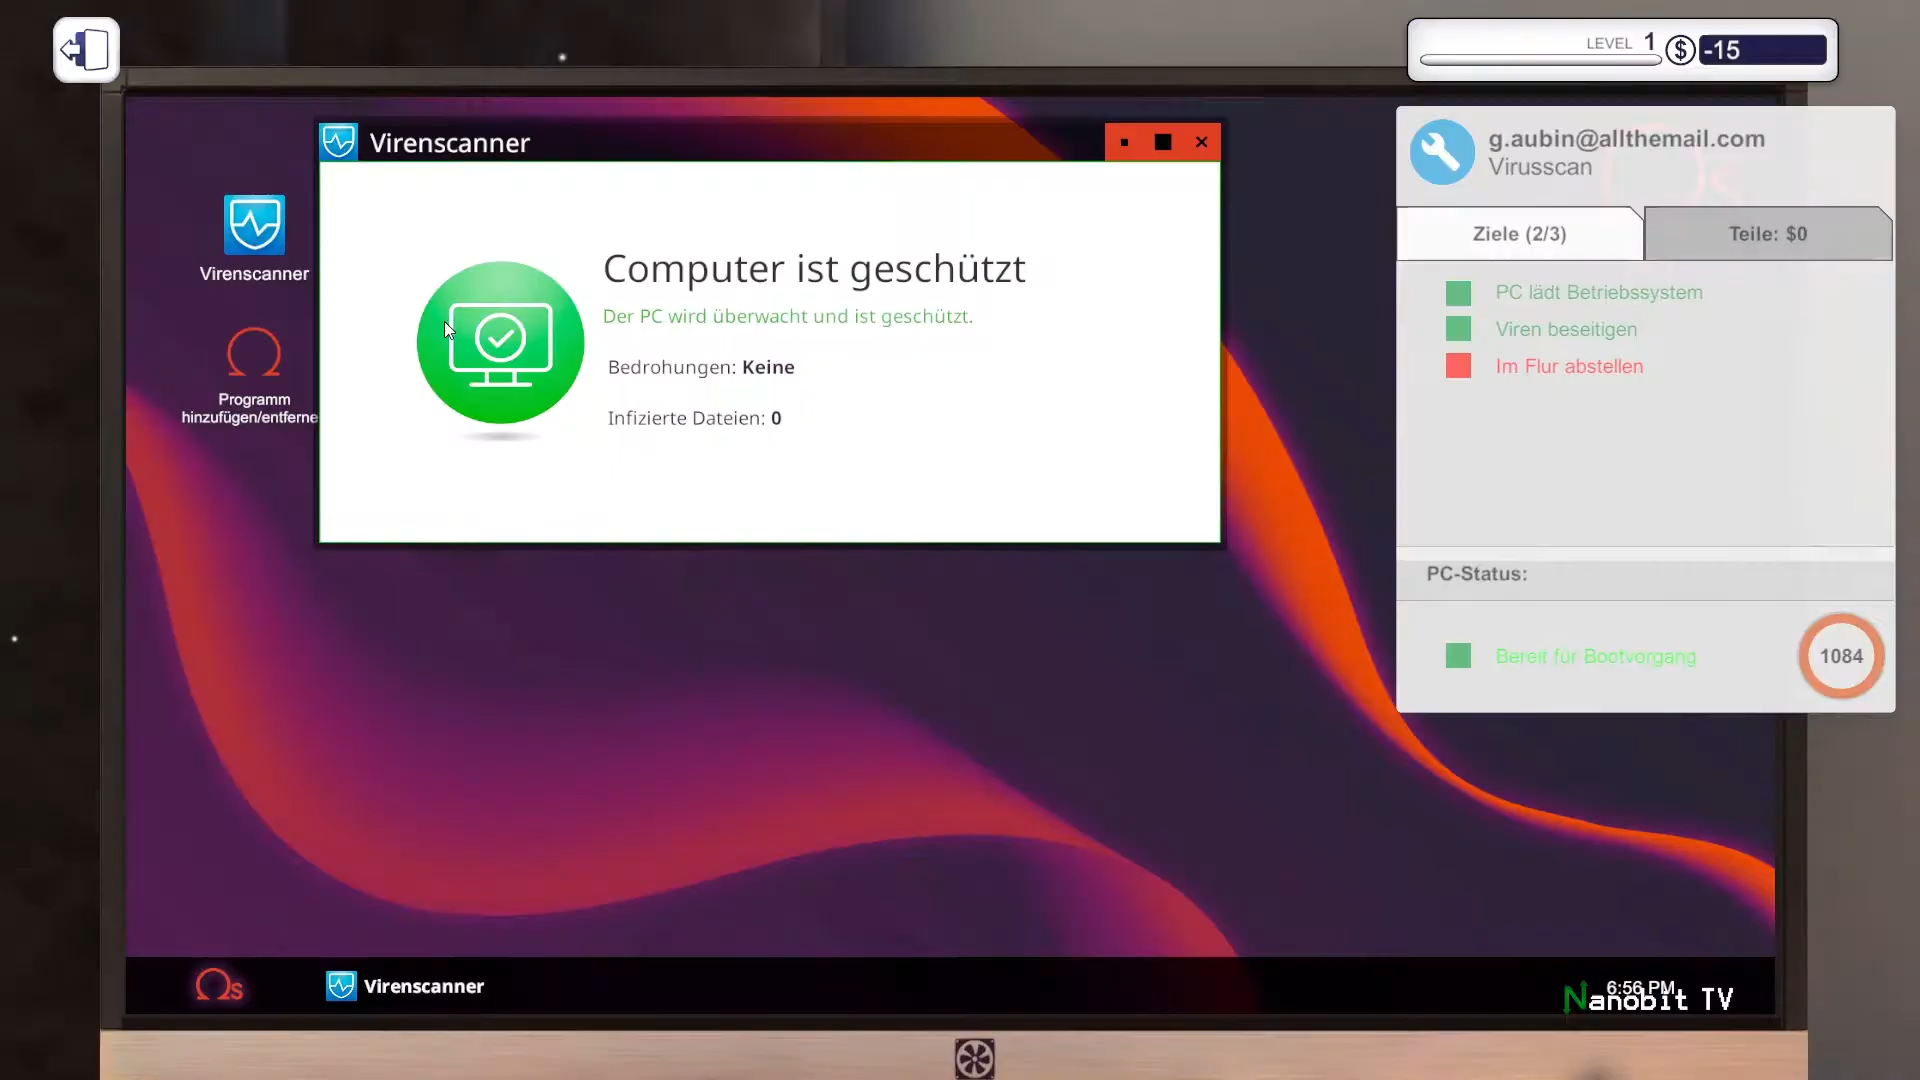 LEVEL 1
-15
Virenscanner
g.aubin@allthemail.com
Virusscan
Ziele (2/3)
Teile: $0
Virenscanner
Computer ist geschützt
Der PC wird überwacht und ist geschützt.
Bedrohungen: Keine
Infizierte Dateien: 0
PC lädt Betriebssystem
Viren beseitigen
Im Flur abstellen
Programm
hinzufügen/entferne
PC-Status:
Bereit für Bootvorgang
1084
Virenscanner
6:56 PM
Nanobit TV